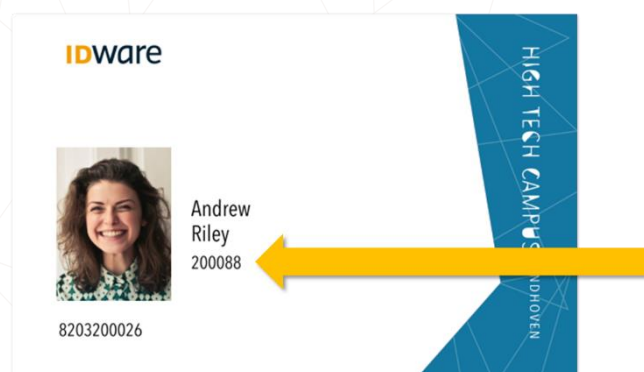 IDware
Andrew
Riley
200088
8203200026
HIGH TECH CAMPUS NDHOVEN